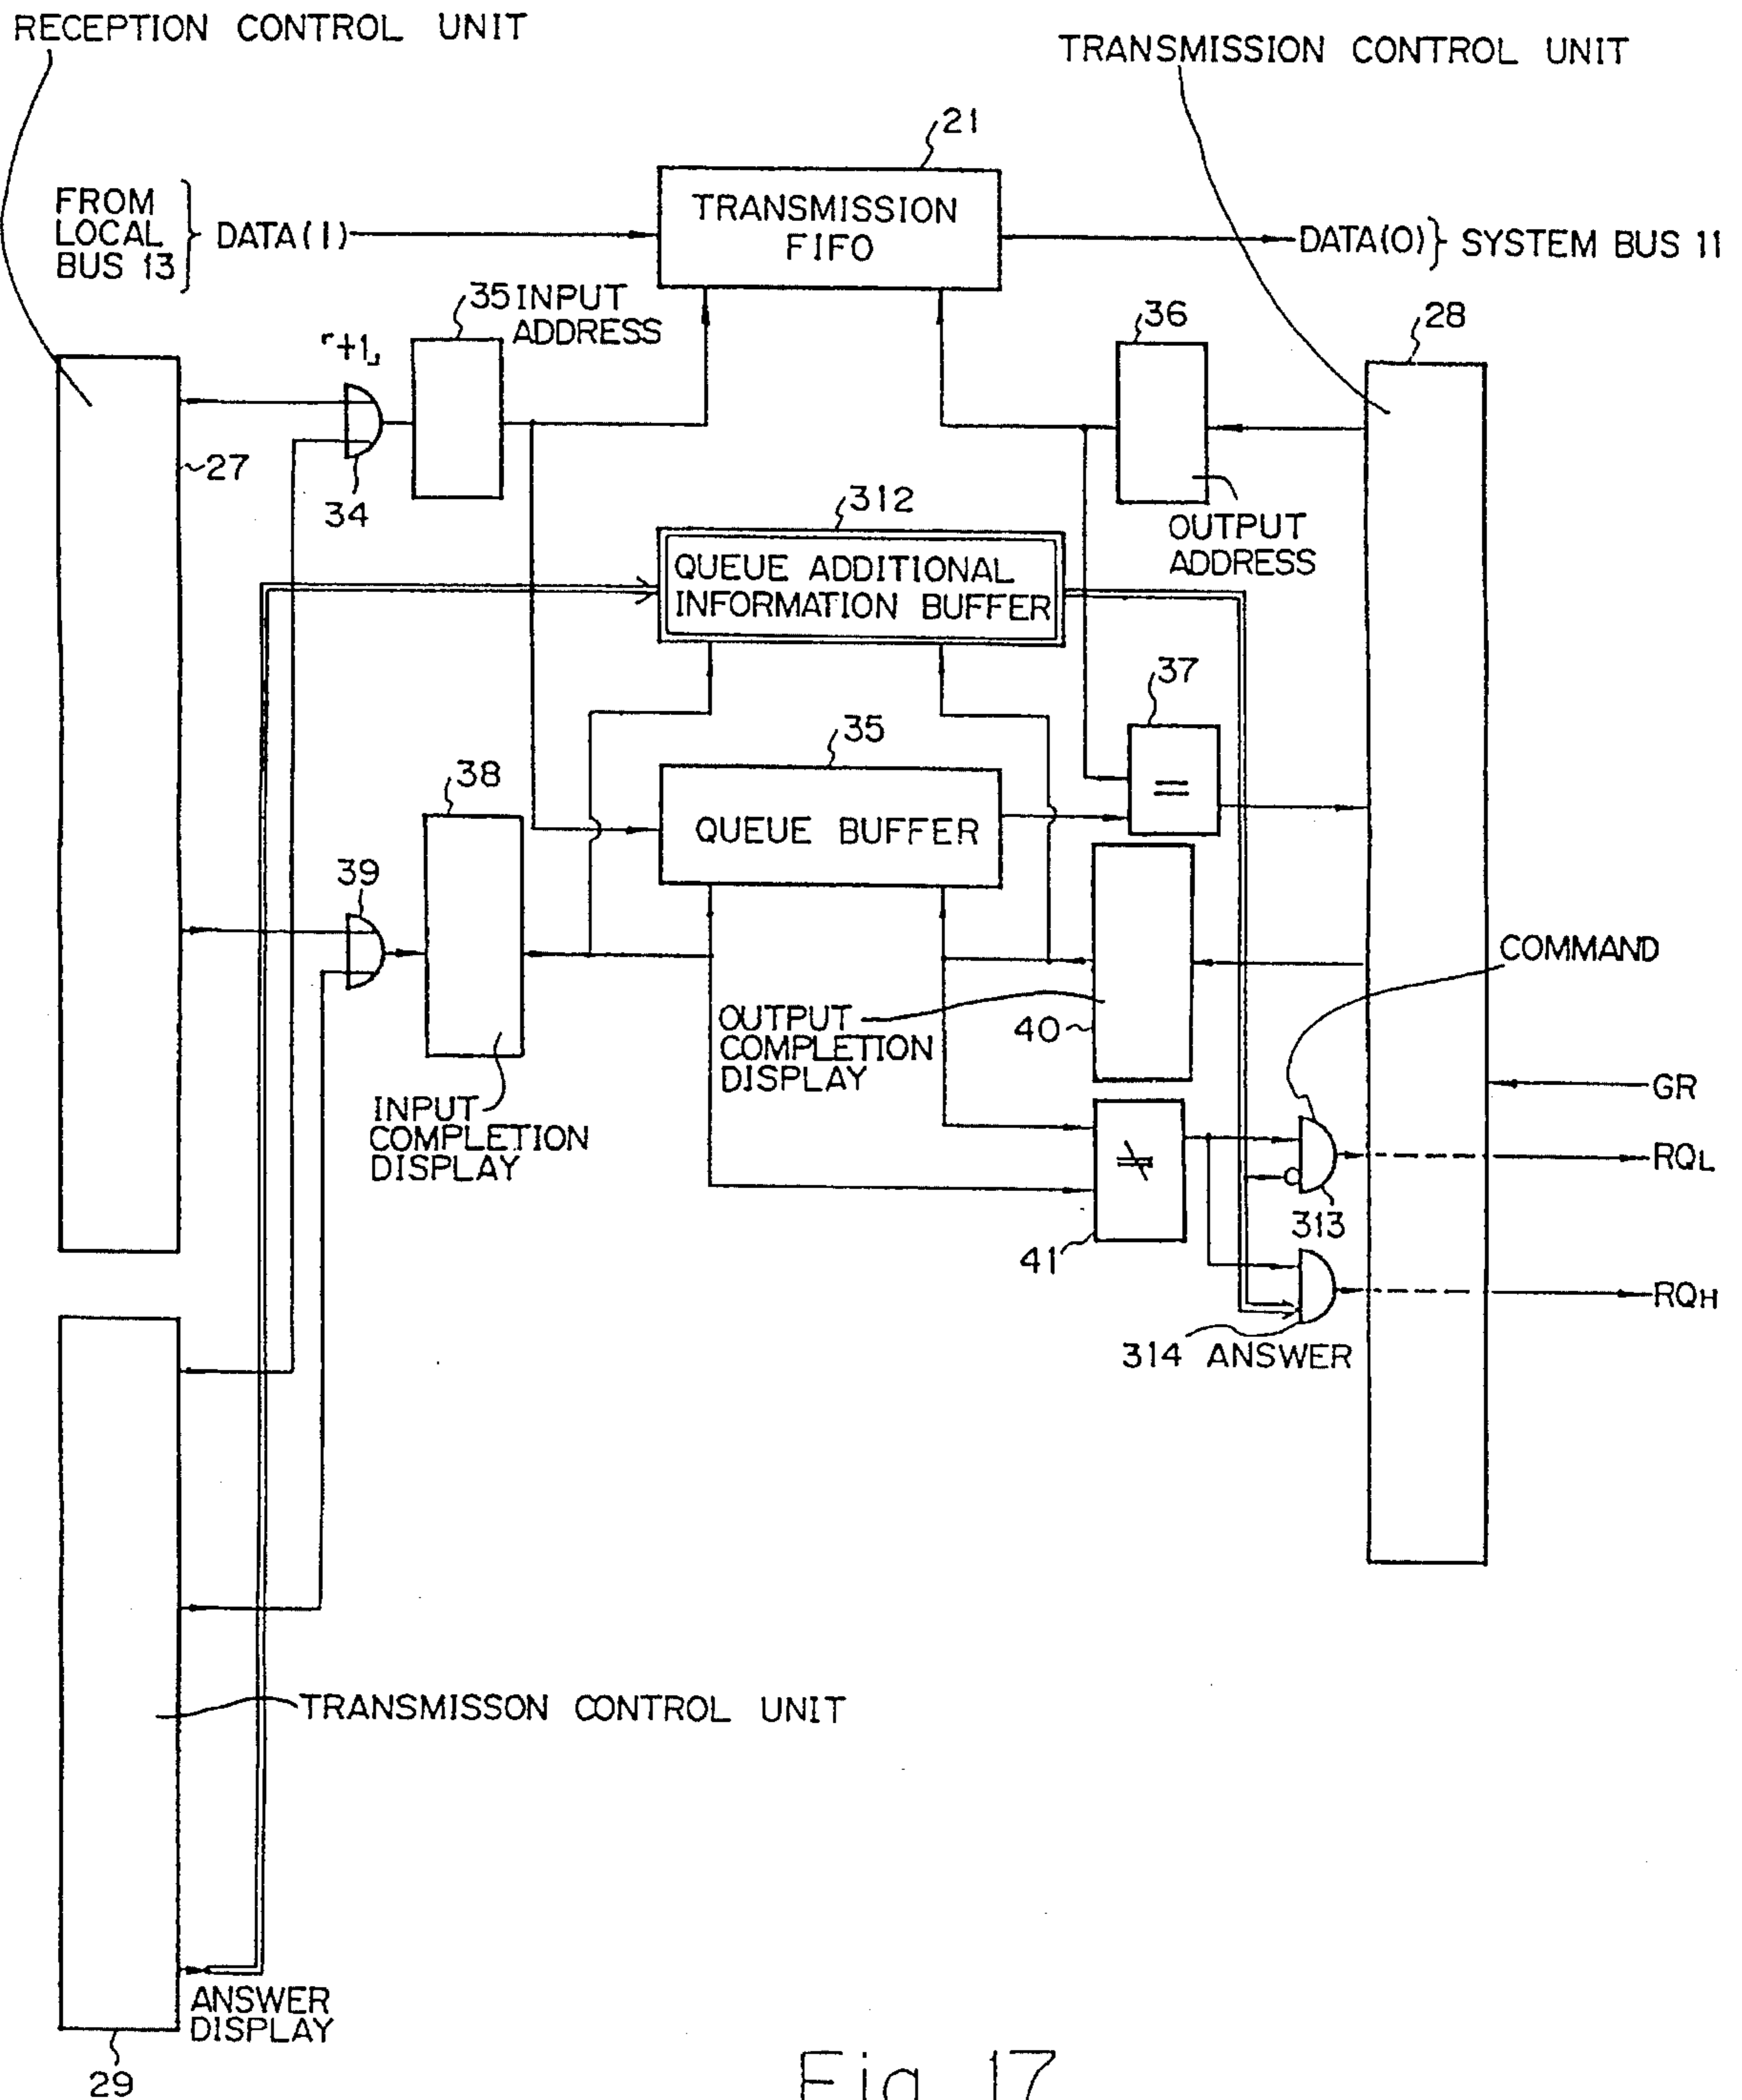 RECEPTION CONTROL UNIT
TRANSMISSION CONTROL UNIT
21
FROM
LOCAL
BUS 13
DATA(I)
TRANSMISSION
FIFO
DATA(O)
SYSTEM BUS 11
35 INPUT
ADDRESS
36
28
「+1」
27
34
312
OUTPUT
ADDRESS
QUEUE ADDITIONAL
INFORMATION BUFFER
37
35
38
=
QUEUE BUFFER
39
COMMAND
OUTPUT
COMPLETION
DISPLAY
40
GR
INPUT
COMPLETION
DISPLAY
≠
RQL
313
41
RQH
314 ANSWER
TRANSMISSON CONTROL UNIT
ANSWER
DISPLAY
29
Fig. 17